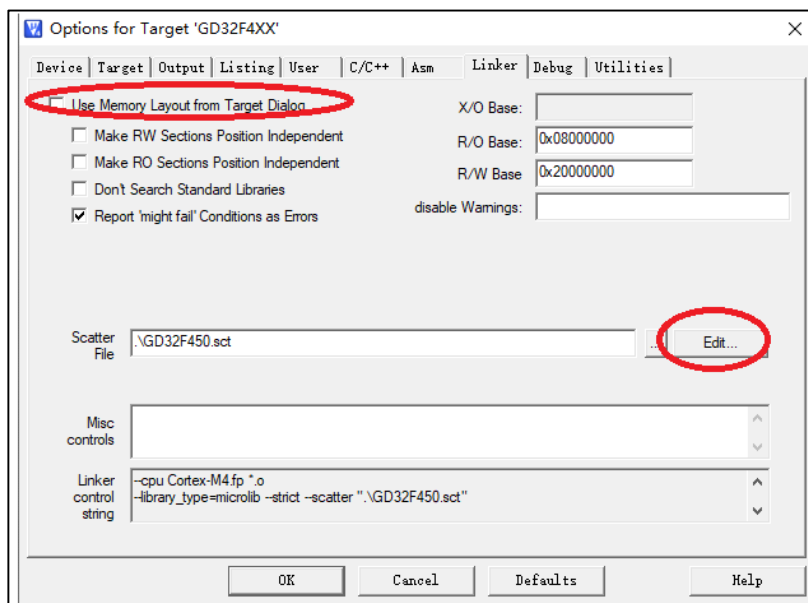 Options for Target 'GD32F4XX'
Device Target Output Listing User C/C++ Asm Linker Debug Utilities
Use Memory Layout from Target Dialog
Make RW Sections Position Independent
Make RO Sections Position Independent
Don't Search Standard Libraries
Report 'might fail' Conditions as Errors
X/O Base:
R/O Base: 0x08000000
R/W Base 0x20000000
disable Warnings:
Scatter
File
.\GD32F450.sct
...
Edit...
Misc
controls
Linker
control
string
--cpu Cortex-M4.fp *.o
--library_type=microlib --strict --scatter ".\GD32F450.sct"
OK Cancel Defaults Help